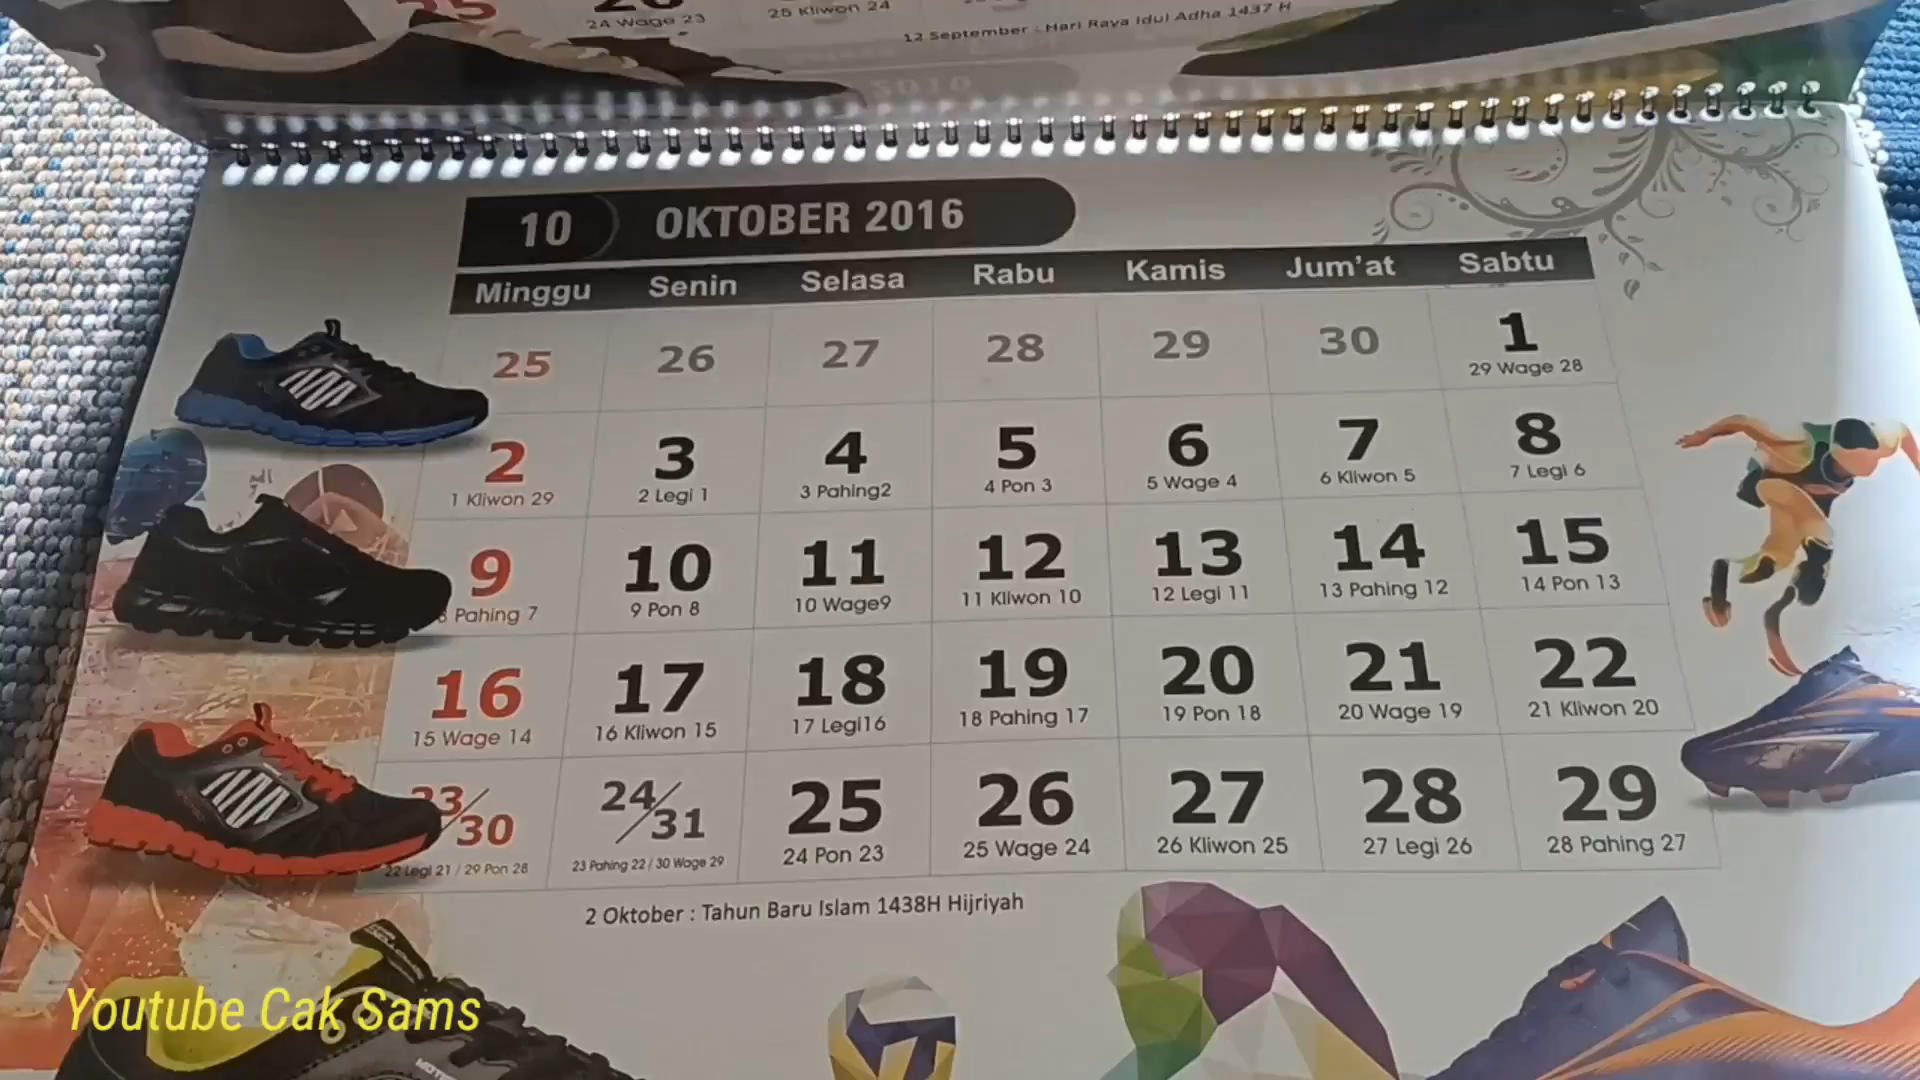 24 Wage 23
25 Kliwon 24
12 September : Hari Raya Idul Adha 1437 H
2016
10 OKTOBER 2016
Minggu Senin Selasa Rabu Kamis Jum'at Sabtu
25 26 27 28 29 30 1
29 Wage 28
2 3 4 5 6 7 8
1 Kliwon 29 2 Legi 1 3 Pahing2 4 Pon 3 5 Wage 4 6 Kliwon 5 7 Legi 6
9 10 11 12 13 14 15
Pahing 7 9 Pon 8 10 Wage9 11 Kliwon 10 12 Legi 11 13 Pahing 12 14 Pon 13
16 17 18 19 20 21 22
15 Wage 14 16 Kliwon 15 17 Legi16 18 Pahing 17 19 Pon 18 20 Wage 19 21 Kliwon 20
23/30 24/31 25 26 27 28 29
22 Legi 21 / 29 Pon 28 23 Pahing 22 / 30 Wage 29 24 Pon 23 25 Wage 24 26 Kliwon 25 27 Legi 26 28 Pahing 27
2 Oktober : Tahun Baru Islam 1438H Hijriyah
Youtube Cak Sams